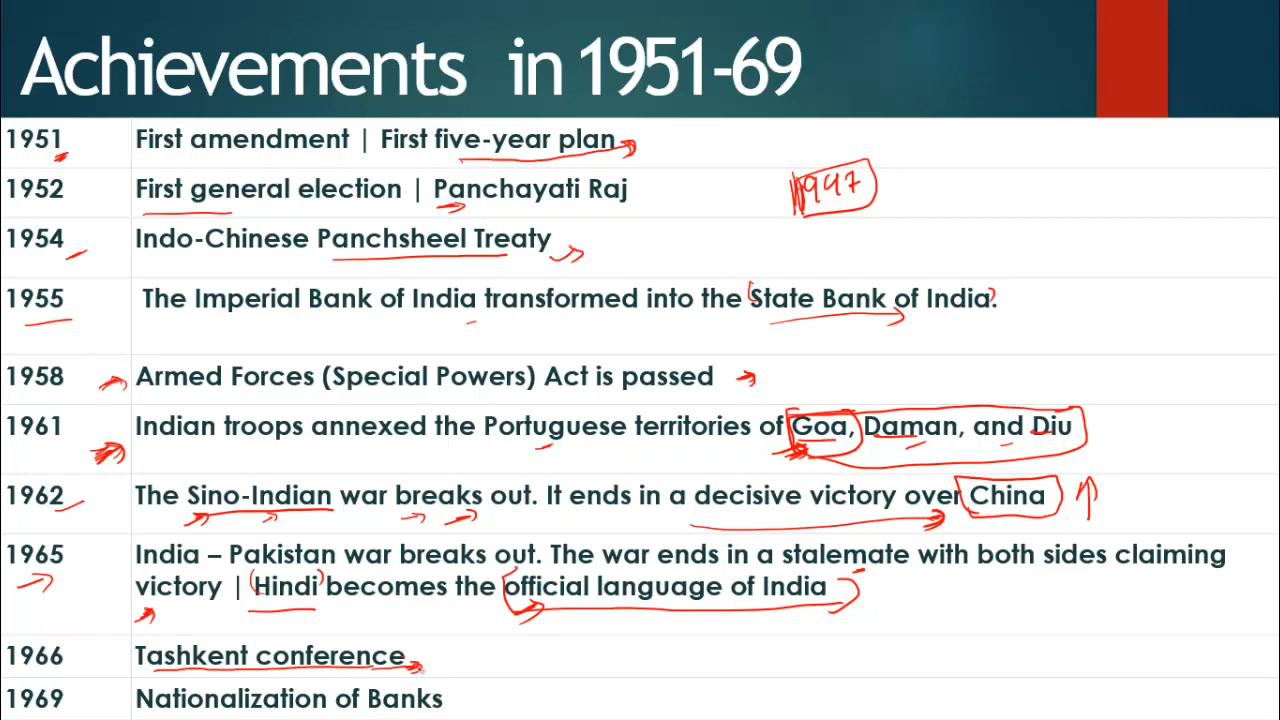 Achievements in 1951-69
1951 First amendment | First five-year plan
1952 First general election | Panchayati Raj 1947
1954 Indo-Chinese Panchsheel Treaty
1955 The Imperial Bank of India transformed into the State Bank of India.
1958 Armed Forces (Special Powers) Act is passed
1961 Indian troops annexed the Portuguese territories of Goa, Daman, and Diu
1962 The Sino-Indian war breaks out. It ends in a decisive victory over China
1965 India – Pakistan war breaks out. The war ends in a stalemate with both sides claiming
victory | Hindi becomes the official language of India
1966 Tashkent conference
1969 Nationalization of Banks